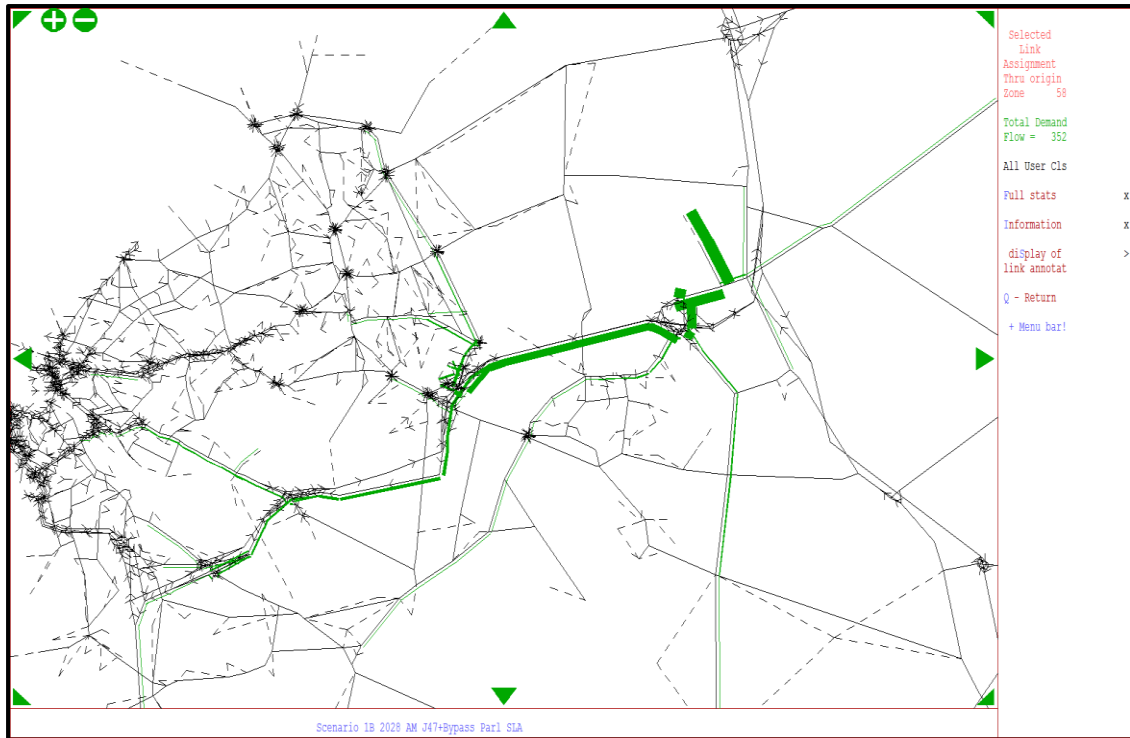 Selected
Link
Assignment
Thru origin
Zone 58
Total Demand
Flow = 352
All User Cls
Full stats x
Information x
diSplay of >
link annotat
Q - Return
+ Menu bar!
Scenario 1B 2028 AM J47+Bypass Par1 SLA